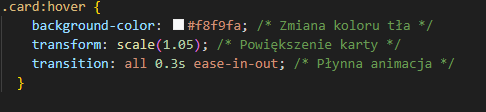 .card:hover {
background-color: #f8f9fa; /* Zmiana koloru tła */
transform: scale(1.05); /* Powiększenie karty */
transition: all 0.3s ease-in-out; /* Płynna animacja */
}